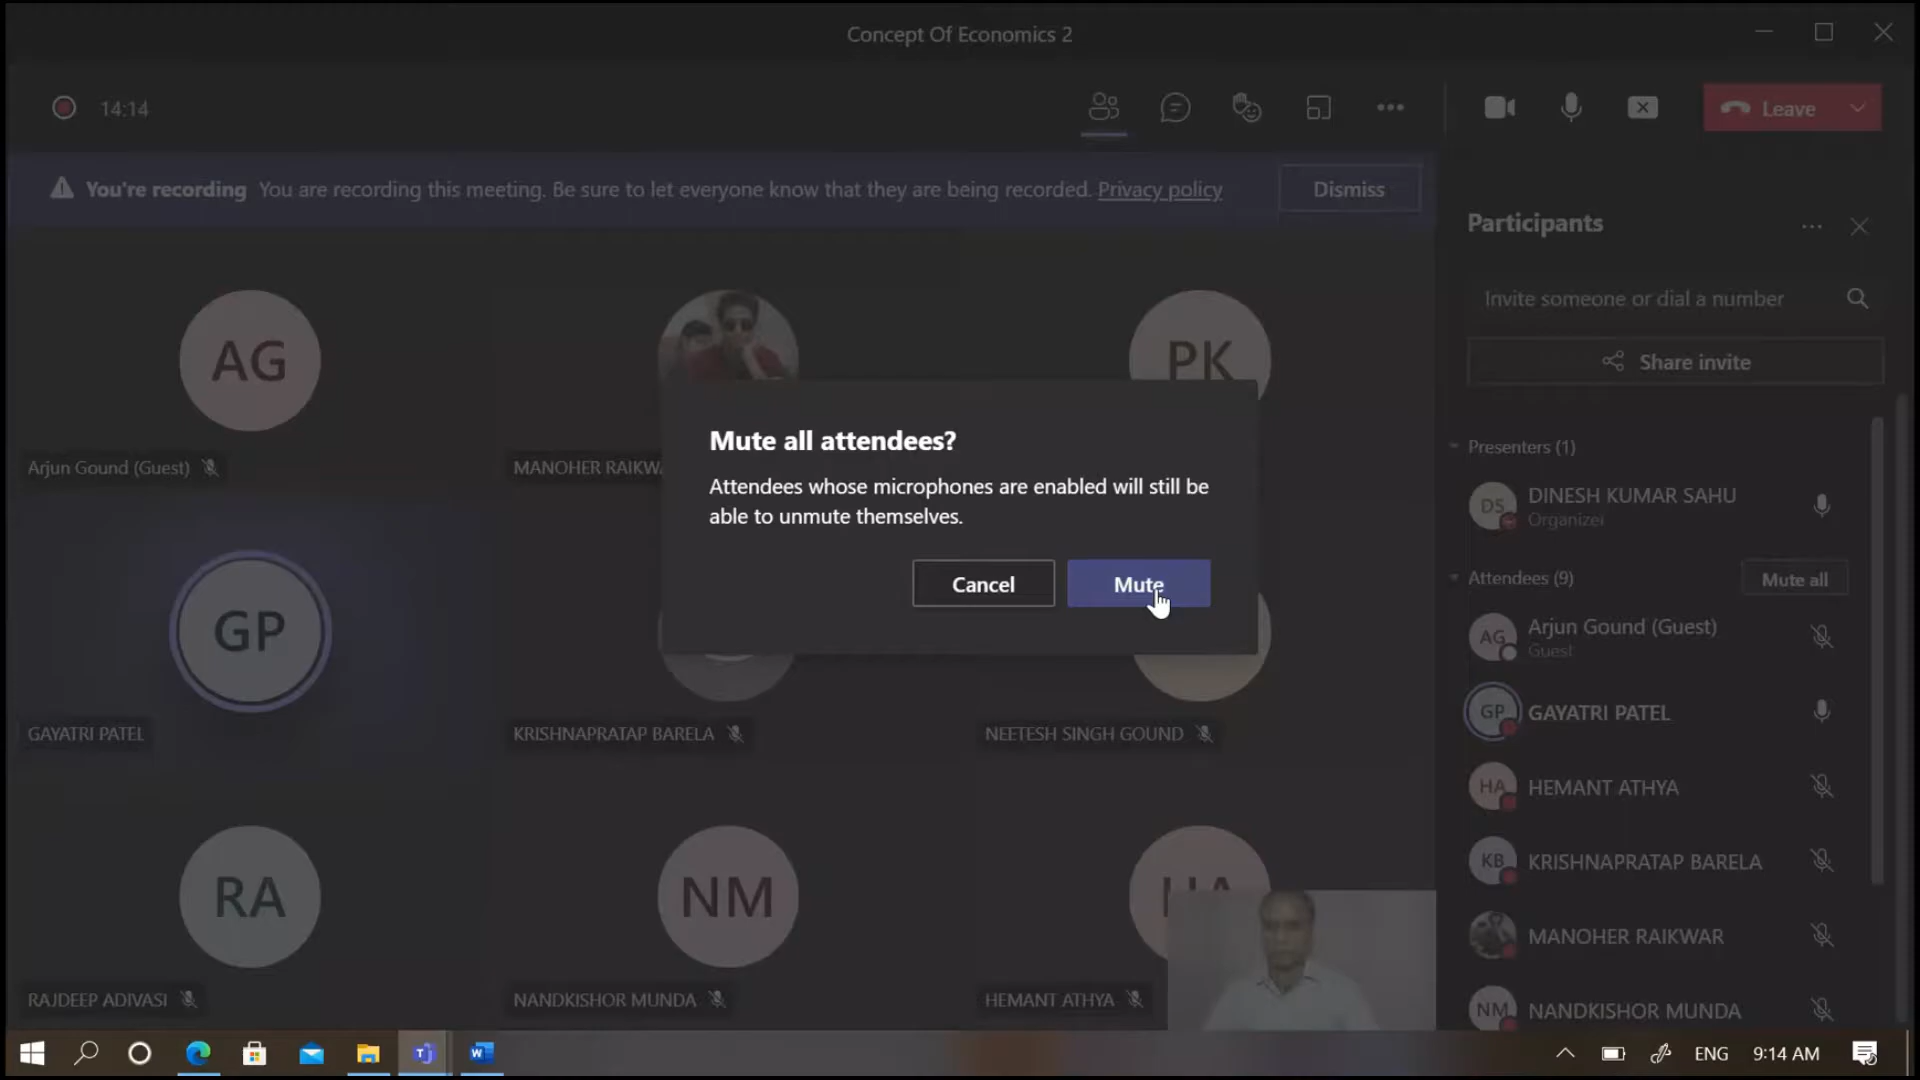 Concept Of Economics 2
14:14
Leave
You're recording You are recording this meeting. Be sure to let everyone know that they are being recorded. Privacy policy
Dismiss
Participants
Invite someone or dial a number
Share invite
AG
PK
Arjun Gound (Guest)
MANOHER RAIKWA
Mute all attendees?
Attendees whose microphones are enabled will still be
able to unmute themselves.
Cancel
Mute
GP
GAYATRI PATEL
KRISHNAPRATAP BARELA
NEETESH SINGH GOUND
RA
NM
HA
RAJDEEP ADIVASI
NANDKISHOR MUNDA
HEMANT ATHYA
Presenters (1)
DS
DINESH KUMAR SAHU
Organizer
Attendees (9)
Mute all
AG
Arjun Gound (Guest)
Guest
GP
GAYATRI PATEL
HA
HEMANT ATHYA
KB
KRISHNAPRATAP BARELA
MANOHER RAIKWAR
NM
NANDKISHOR MUNDA
ENG
9:14 AM